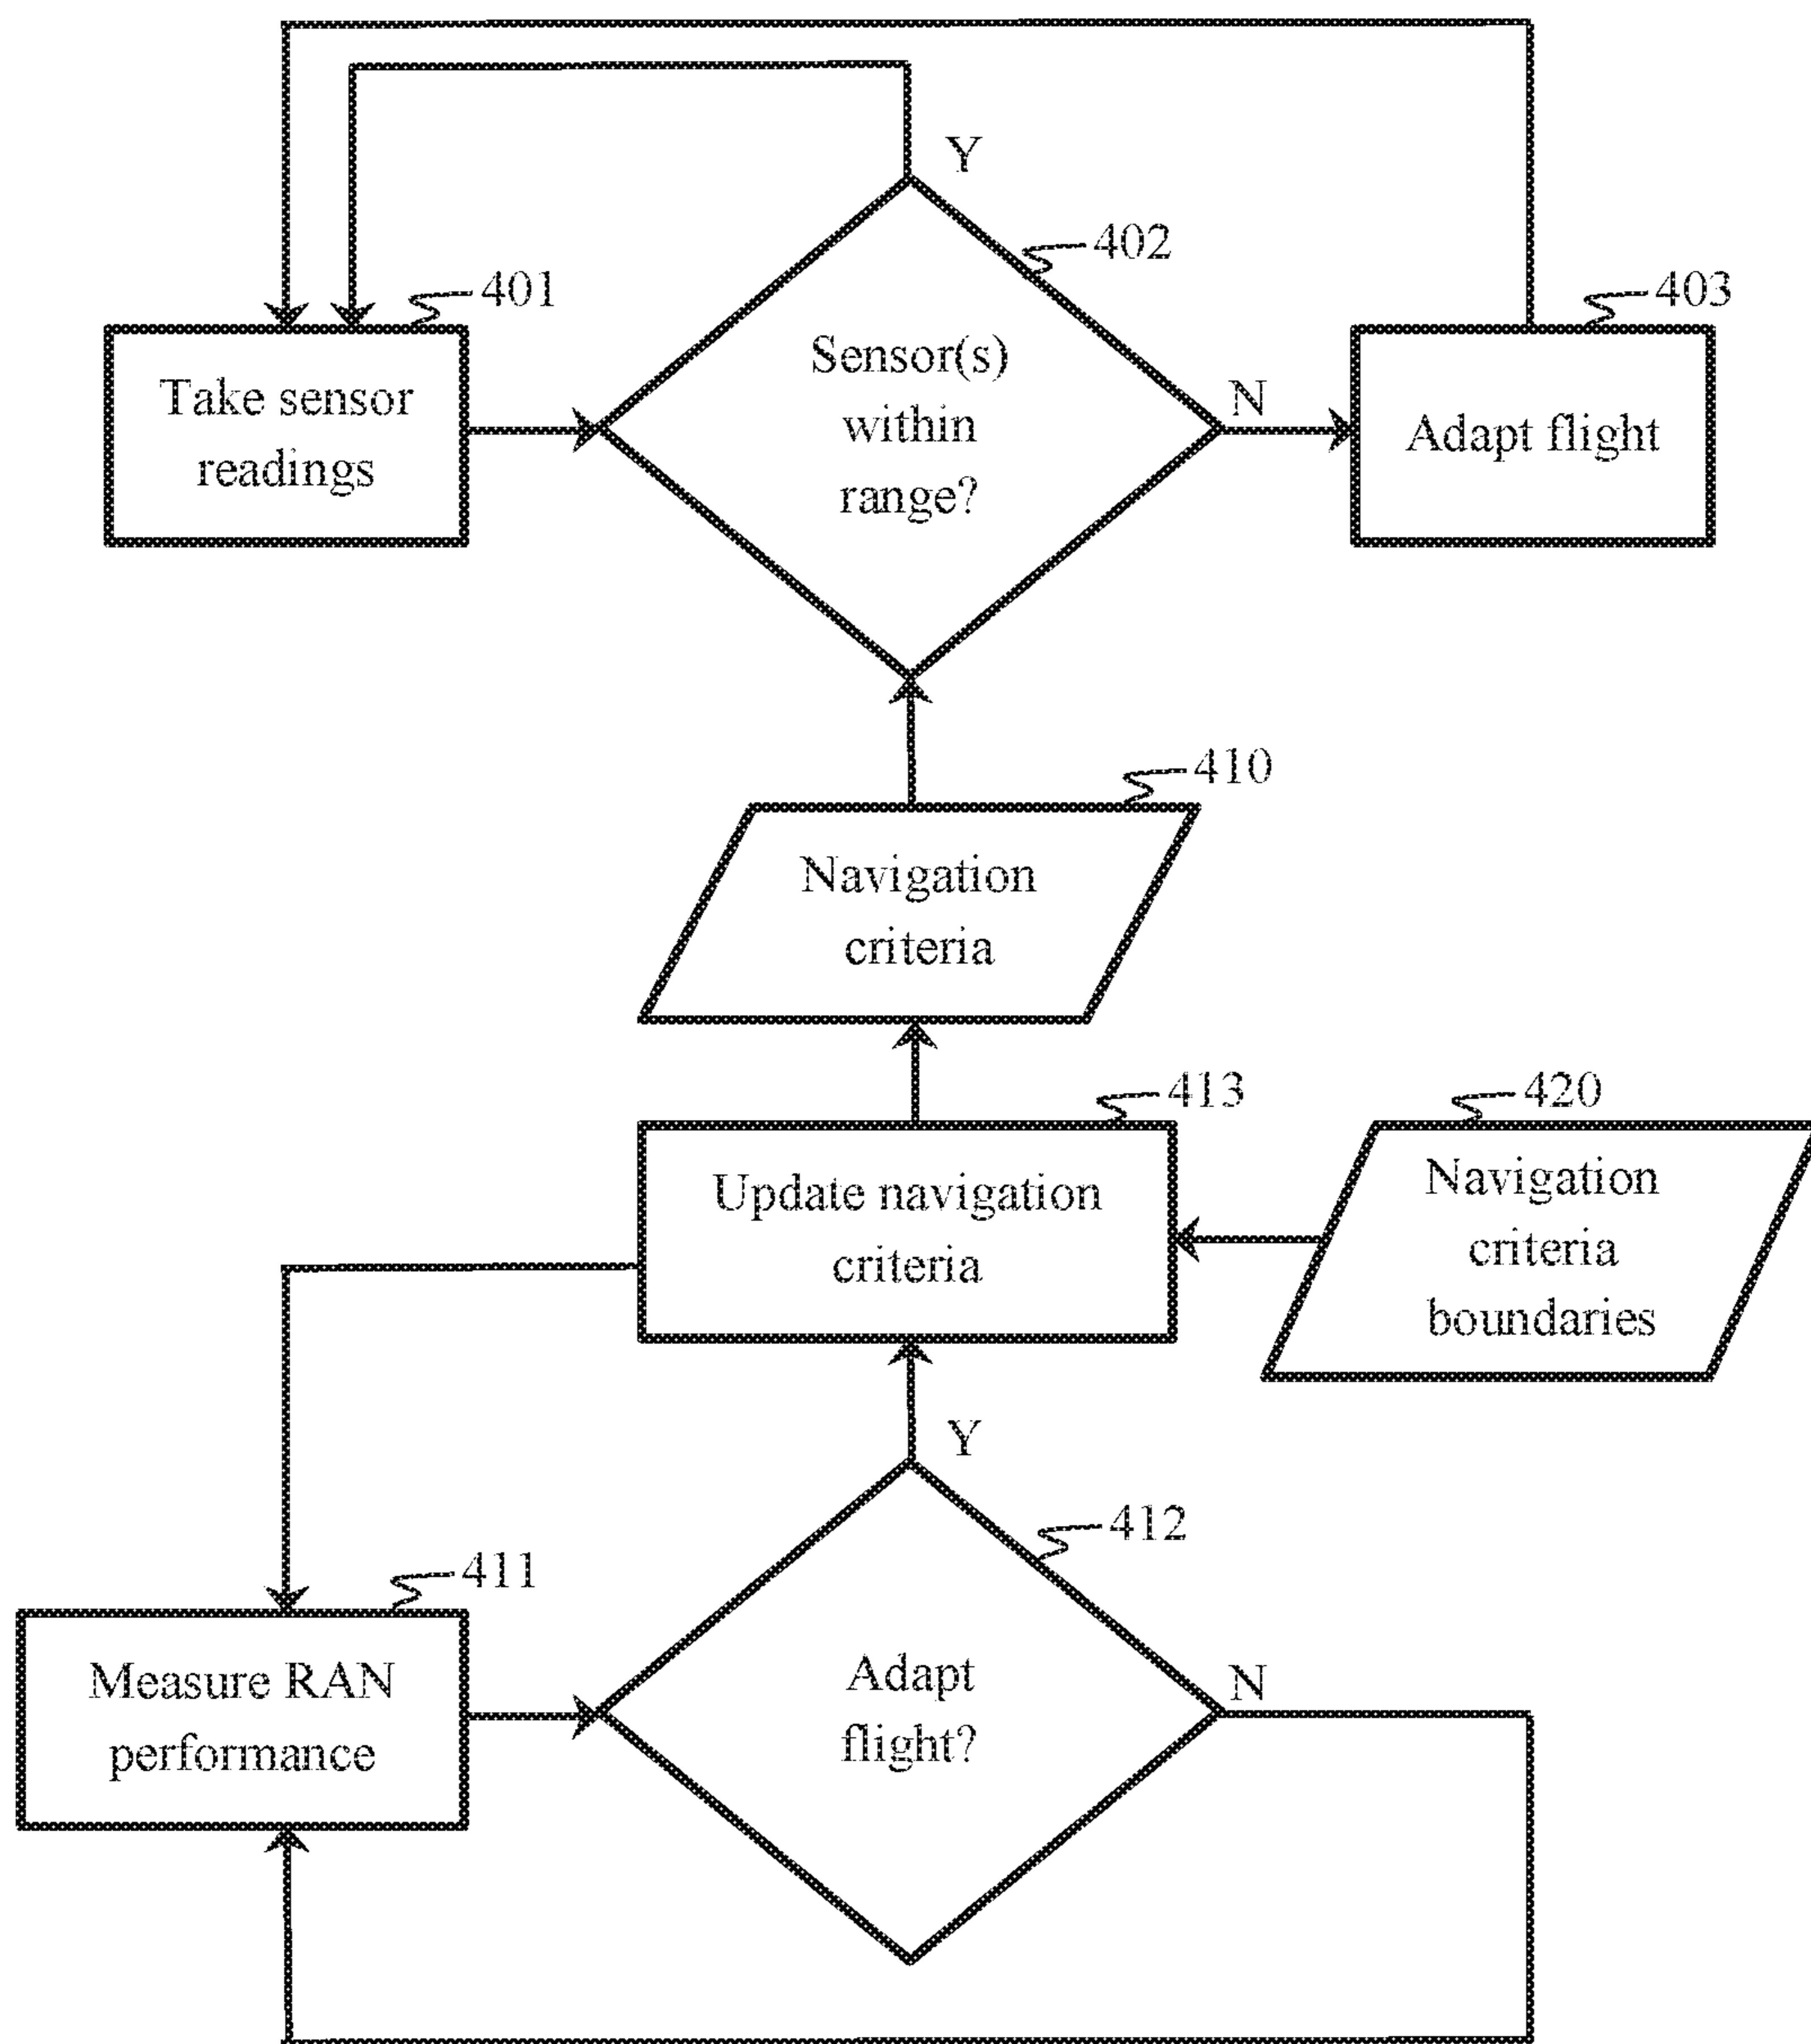 Y
402
401
403
Take sensor
readings
Sensor(s)
within
range?
N
Adapt flight
410
Navigation
criteria
413
420
Update navigation
criteria
Navigation
criteria
boundaries
Y
412
411
Measure RAN
performance
Adapt
flight?
N